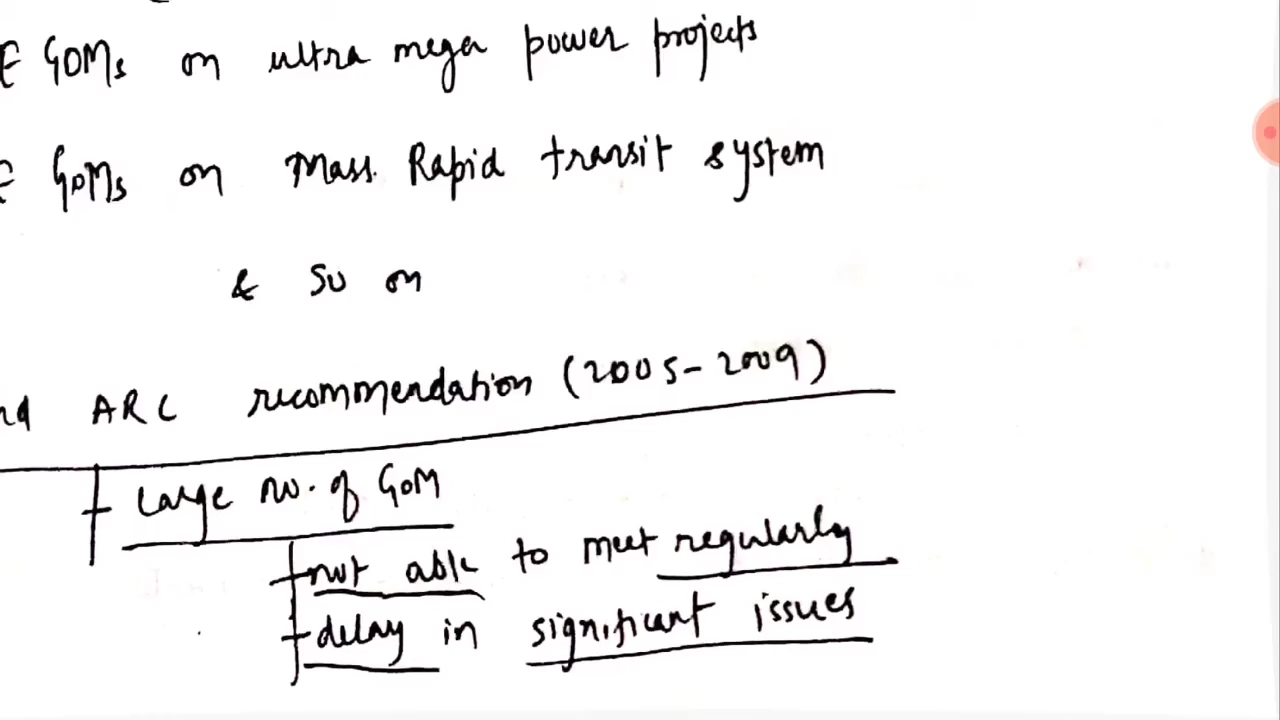 E GOMs on ultra mega power projects
E GoMs on Mass Rapid transit system
& so on
nd ARC recommendation (2005-2009)
Large no. of GoM
not able to meet regularly
delay in significant issues